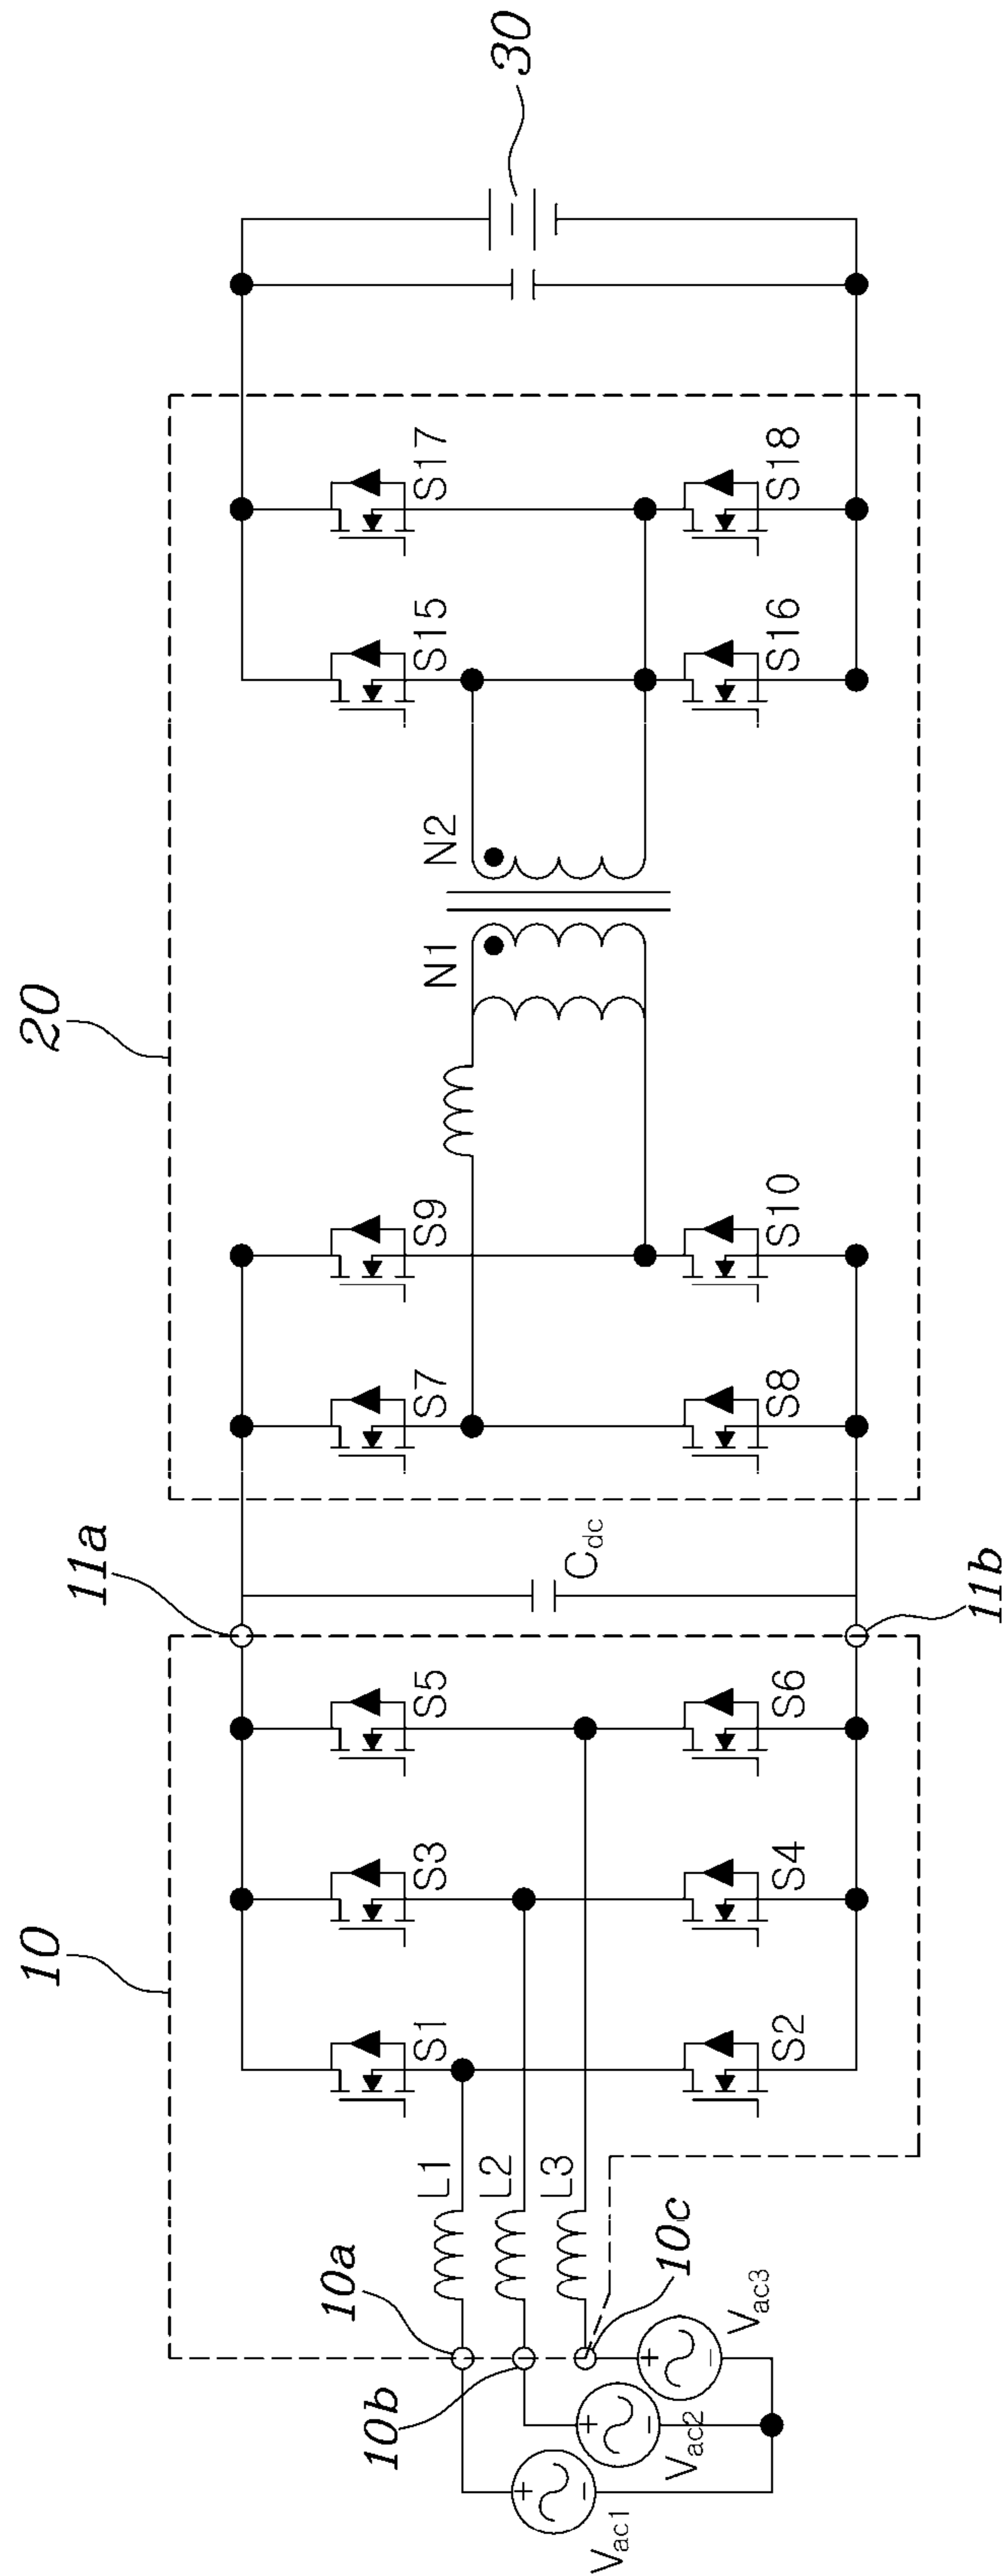 10
20
30
10a
10b
10c
11a
11b
L1
L2
L3
S1
S3
S5
S2
S4
S6
Cdc
S7
S9
S8
S10
N1
N2
S15
S17
S16
S18
Vac1
Vac2
Vac3
+
−
+
−
+
−